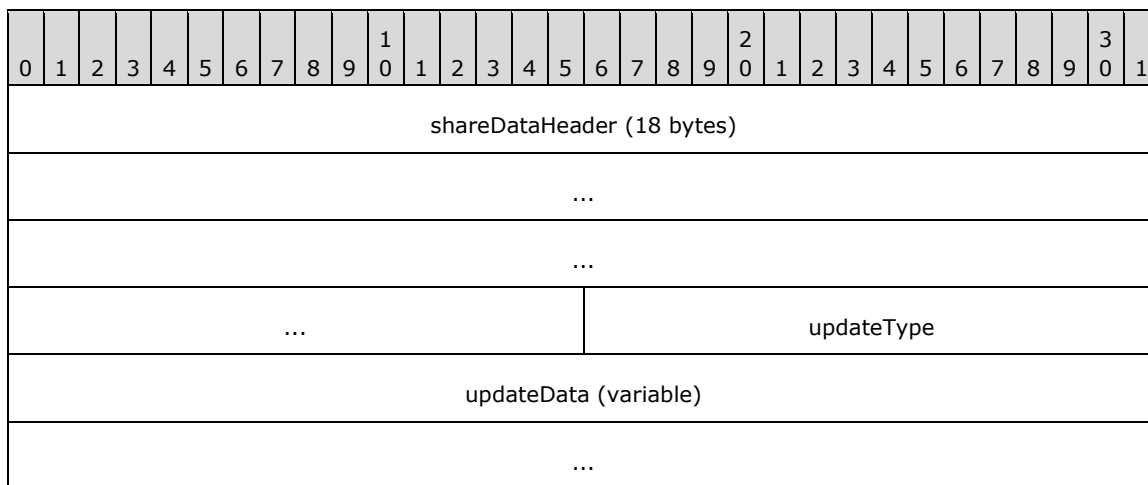 1 2 3
0 1 2 3 4 5 6 7 8 9 0 1 2 3 4 5 6 7 8 9 0 1 2 3 4 5 6 7 8 9 0 1
shareDataHeader (18 bytes)
...
...
... updateType
updateData (variable)
...